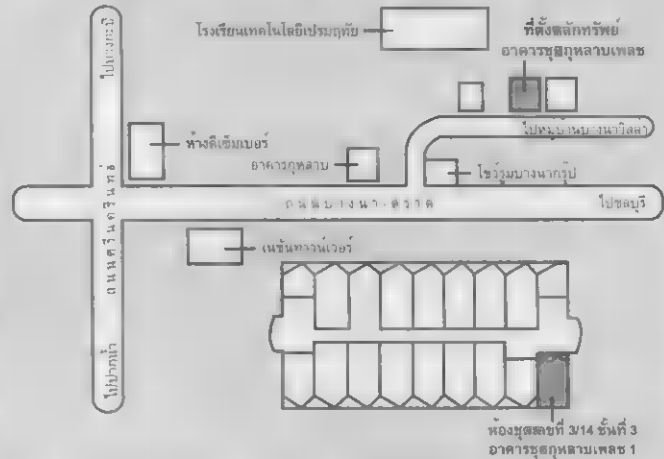 ไปบางกะปิ
โรงเรียนเทคโนโลยีเปรมฤทัย
ที่ตั้งหลักทรัพย์
อาคารชุดกุหลาบเพลซ
ห้างดีเซ็มเบอร์
อาคารกุหลาบ
ไปหมู่บ้านบางนาวิลล่า
โชว์รูมบางนากรุ๊ป
ถนนศรีนครินทร์
ถนนบางนา-ตราด
ไปชลบุรี
เนชั่นทาวน์เวอร์
ไปปากน้ำ
ห้องชุดเลขที่ 3/14 ชั้นที่ 3
อาคารชุดกุหลาบเพลซ 1